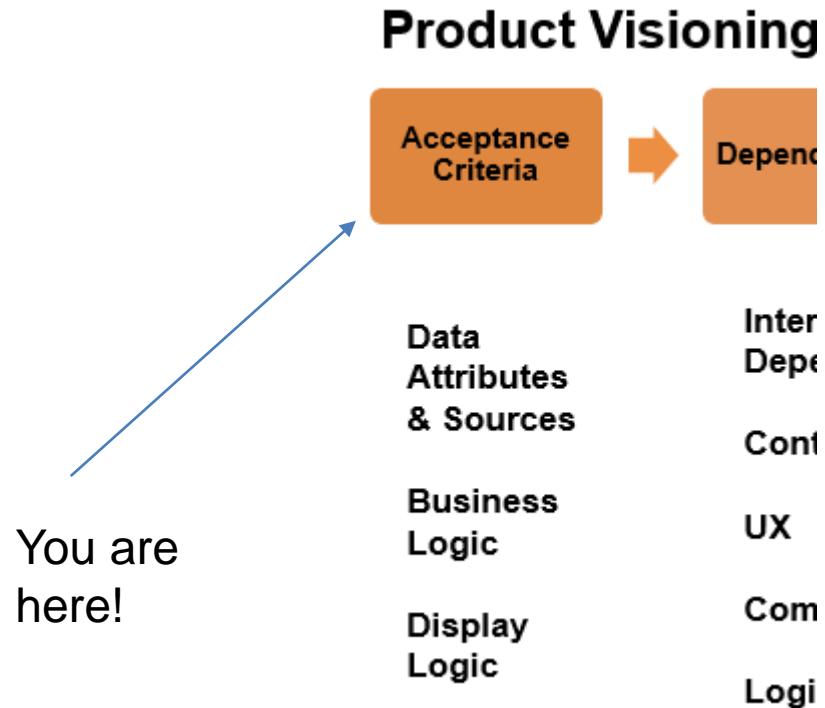 Product Visioning
Acceptance
Criteria
Data
Attributes
& Sources
Business
Logic
Display
Logic
UX
You are
here!